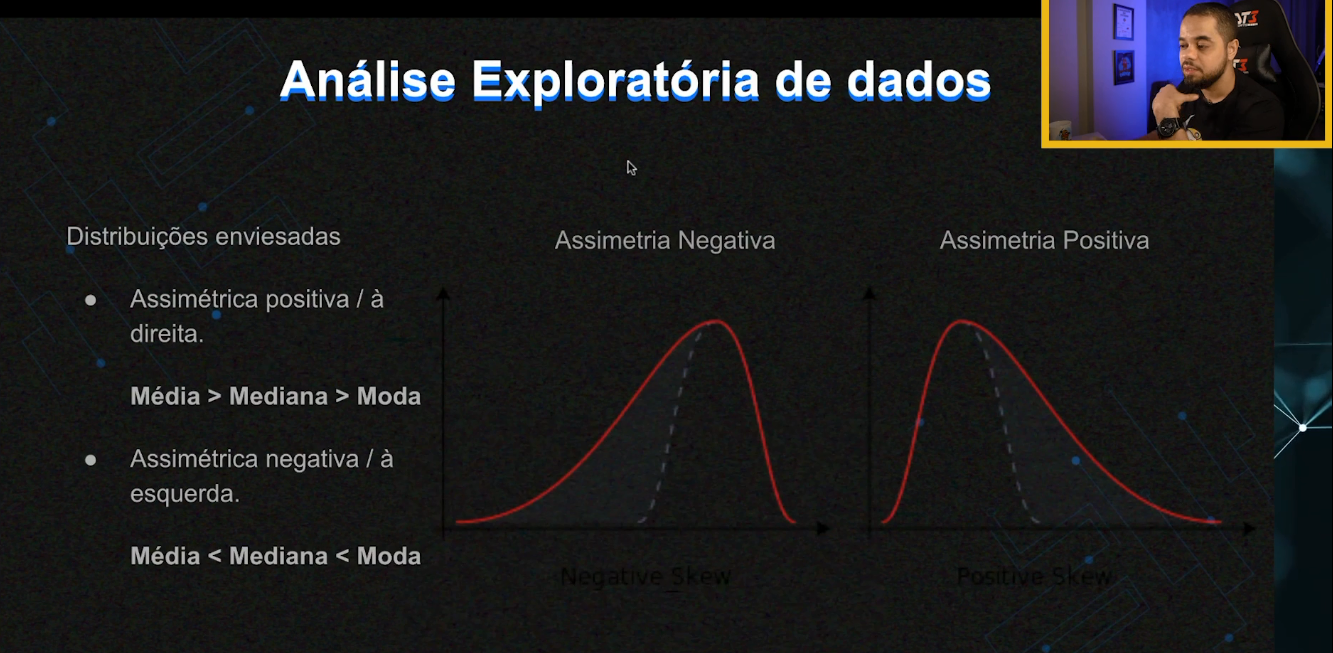 Análise Exploratória de dados
Distribuições enviesadas
Assimétrica positiva / à
direita.
Média > Mediana > Moda
Assimétrica negativa / à
esquerda.
Média < Mediana < Moda
Assimetria Negativa
Negative Skew
Assimetria Positiva
Positive Skew